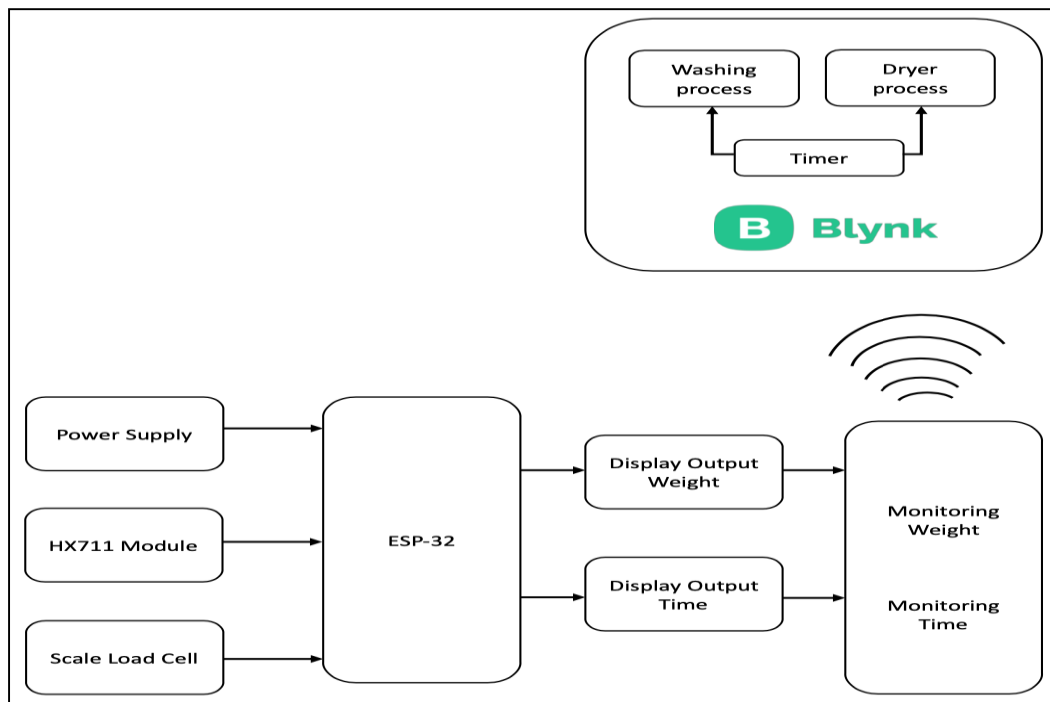 Washing
process
Dryer
process
Timer
B Blynk
Power Supply
HX711 Module
Scale Load Cell
ESP-32
Display Output
Weight
Display Output
Time
Monitoring
Weight
Monitoring
Time